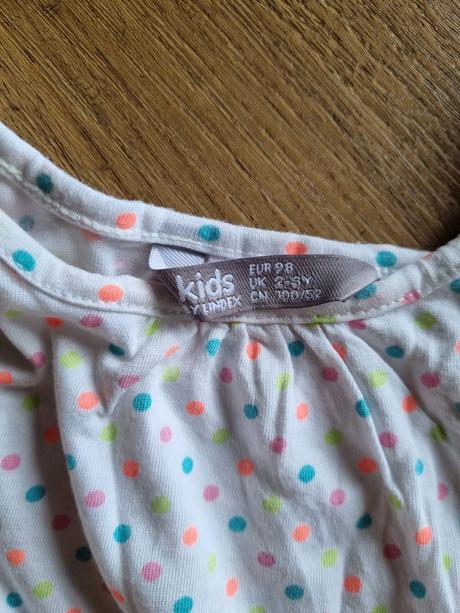 kids
BY LINDEX
EUR 98
UK 2-3Y
CN 100/52